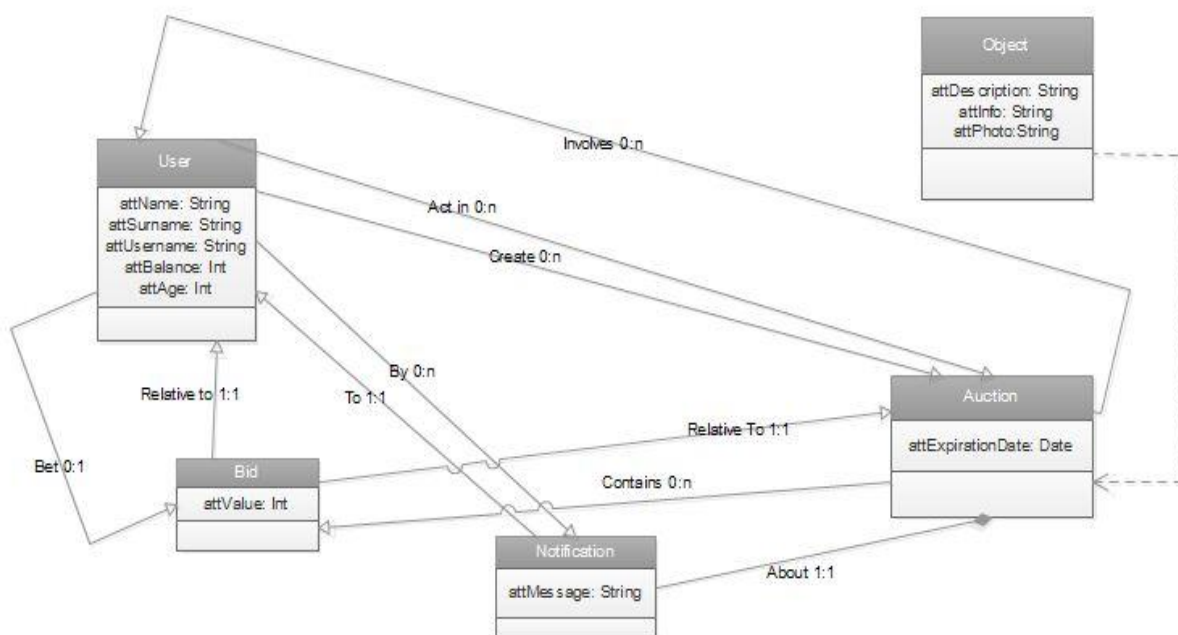 Object
attDescription: String
attInfo: String
attPhoto:String
Involves 0:n
User
attName: String
attSurname: String
attUsername: String
attBalance: Int
attAge: Int
Act in 0:n
Create 0:n
By 0:n
To 1:1
Relative to 1:1
Auction
attExpirationDate: Date
Relative To 1:1
Bet 0:1
Bid
attValue: Int
Contains 0:n
Notification
attMessage: String
About 1:1